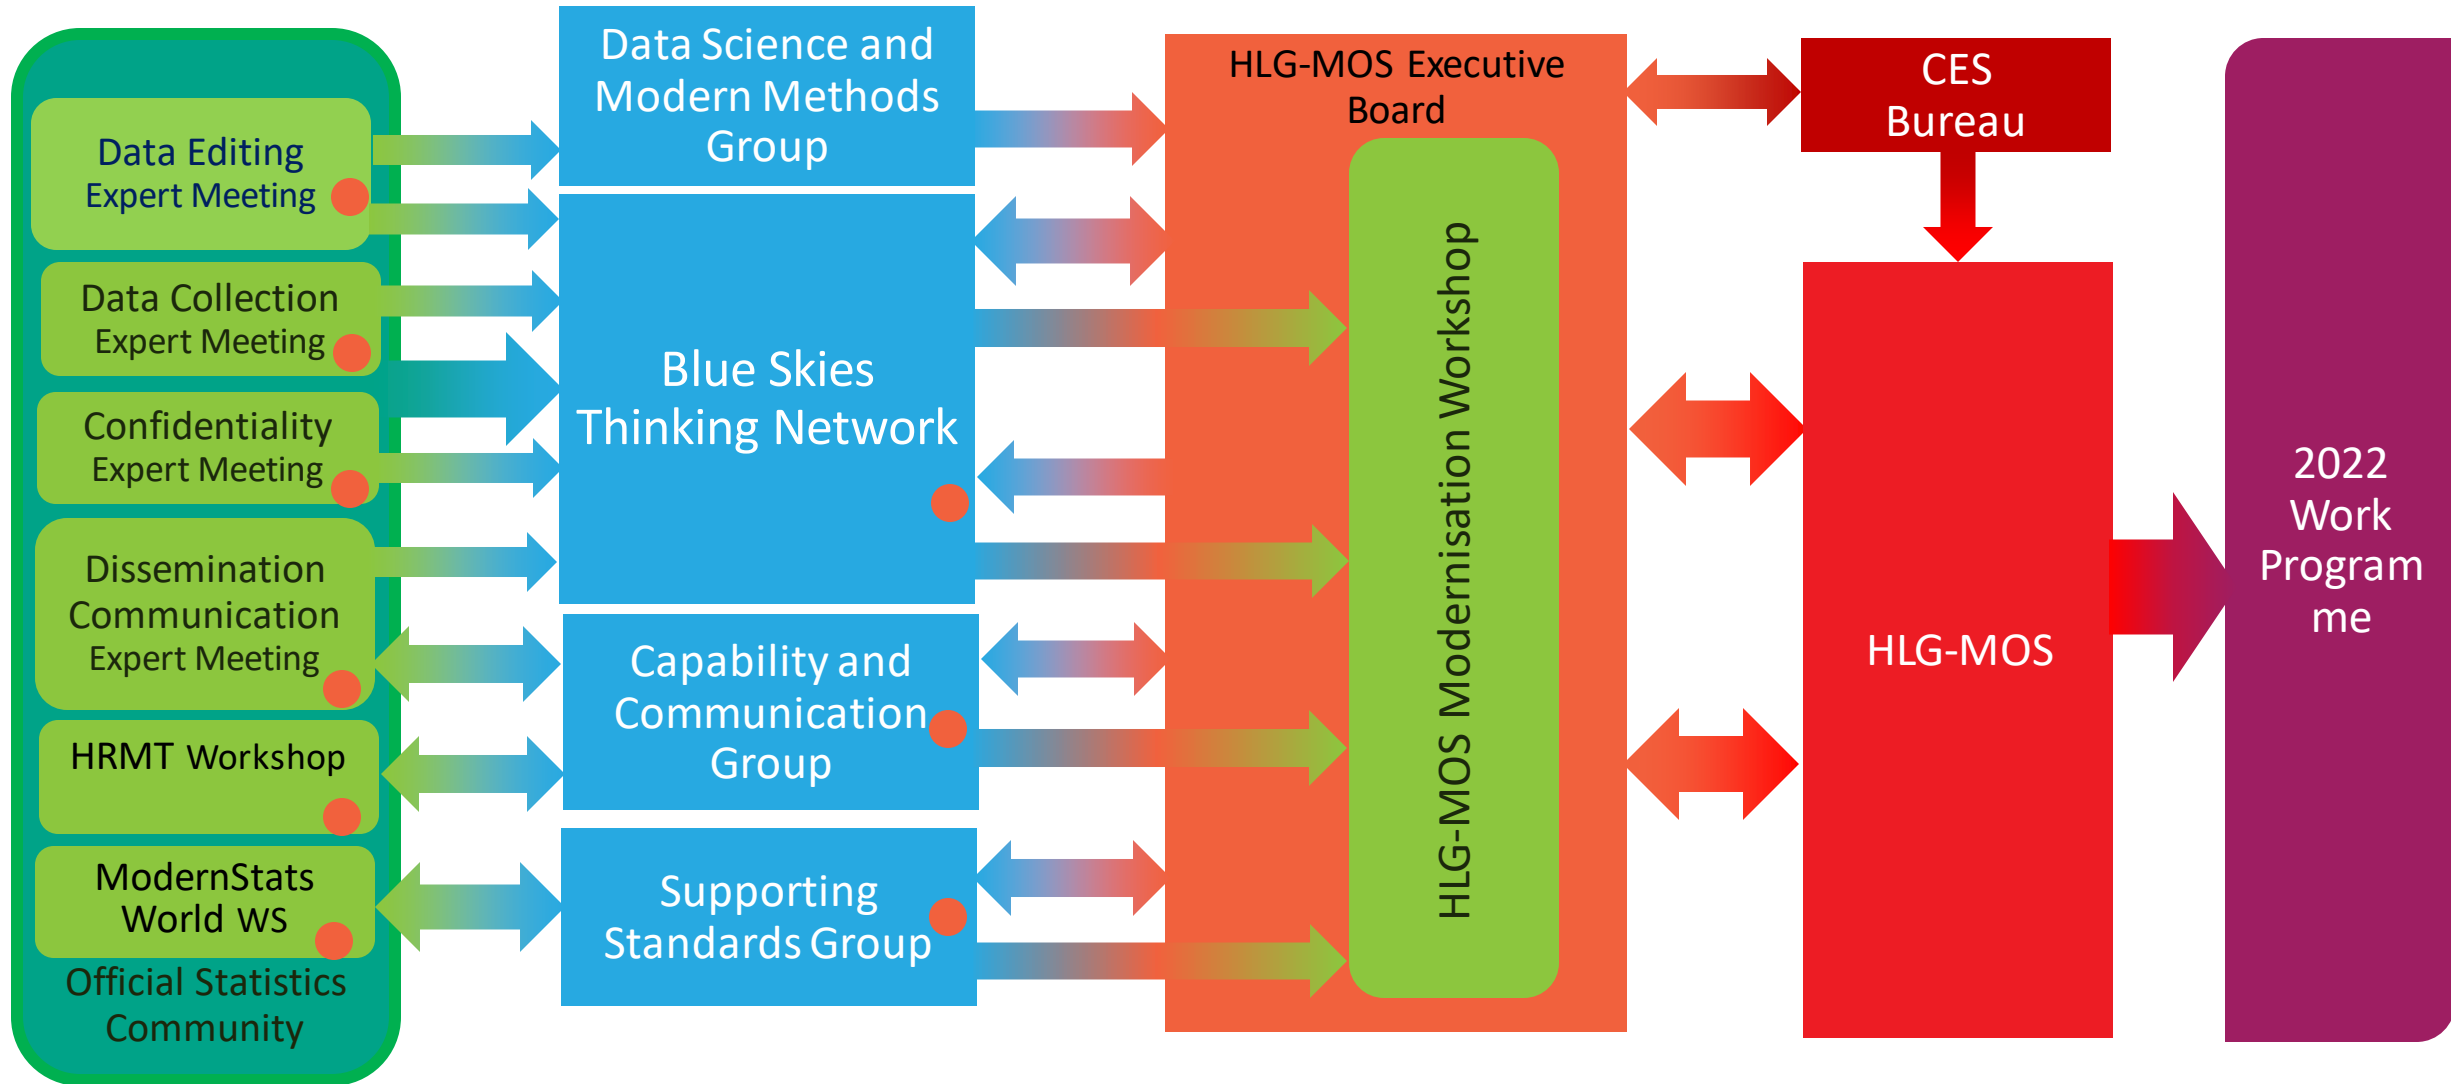 Data Editing
Expert Meeting
Data Collection
Expert Meeting
Confidentiality
Expert Meeting
Dissemination
Communication
Expert Meeting
HRMT Workshop
ModernStats
World WS
Official Statistics
Community
Data Science and
Modern Methods
Group
Blue Skies
Thinking Network
Capability and
Communication
Group
Supporting
Standards Group
HLG-MOS Executive
Board
HLG-MOS Modernisation Workshop
CES
Bureau
HLG-MOS
2022
Work
Program
me